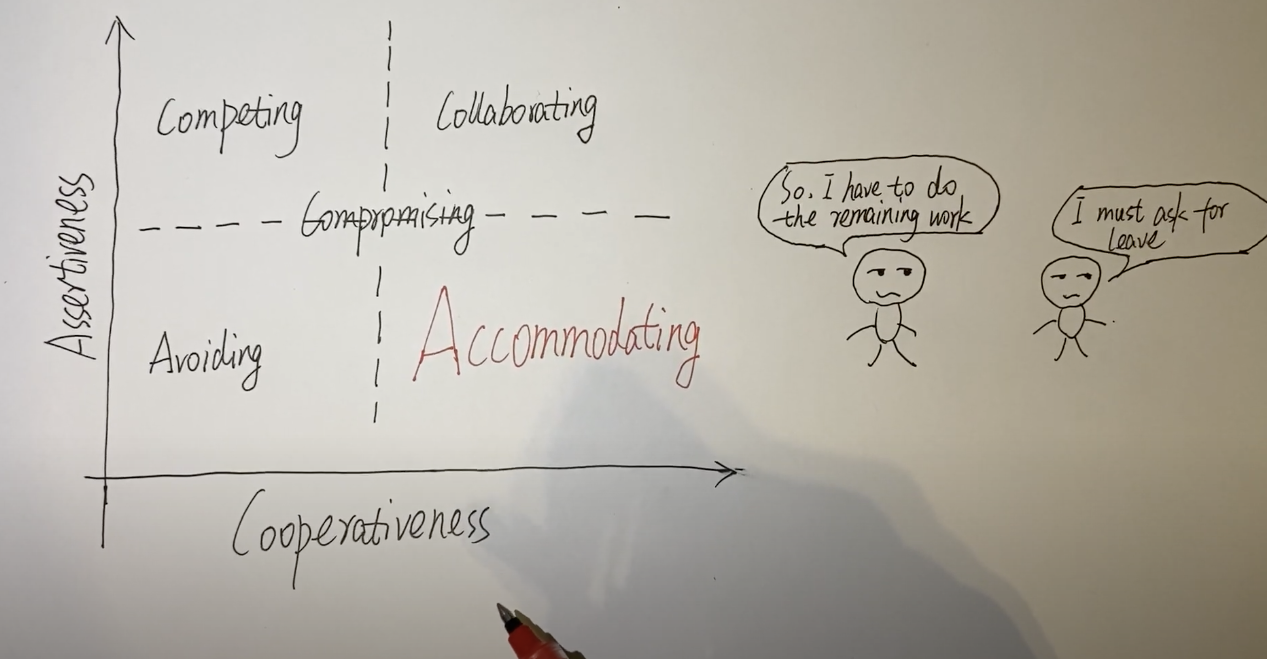 Competing
Collaborating
Assertiveness
Compromising
Avoiding
Accommodating
Cooperativeness
So. I have to do
the remaining work
I must ask for
leave